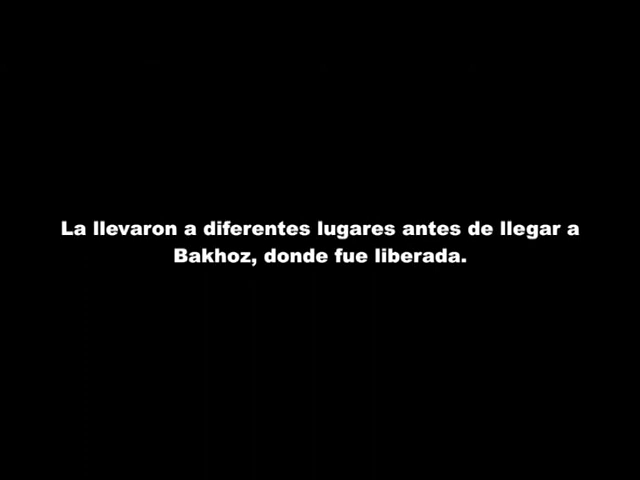 La llevaron a diferentes lugares antes de llegar a
Bakhoz, donde fue liberada.